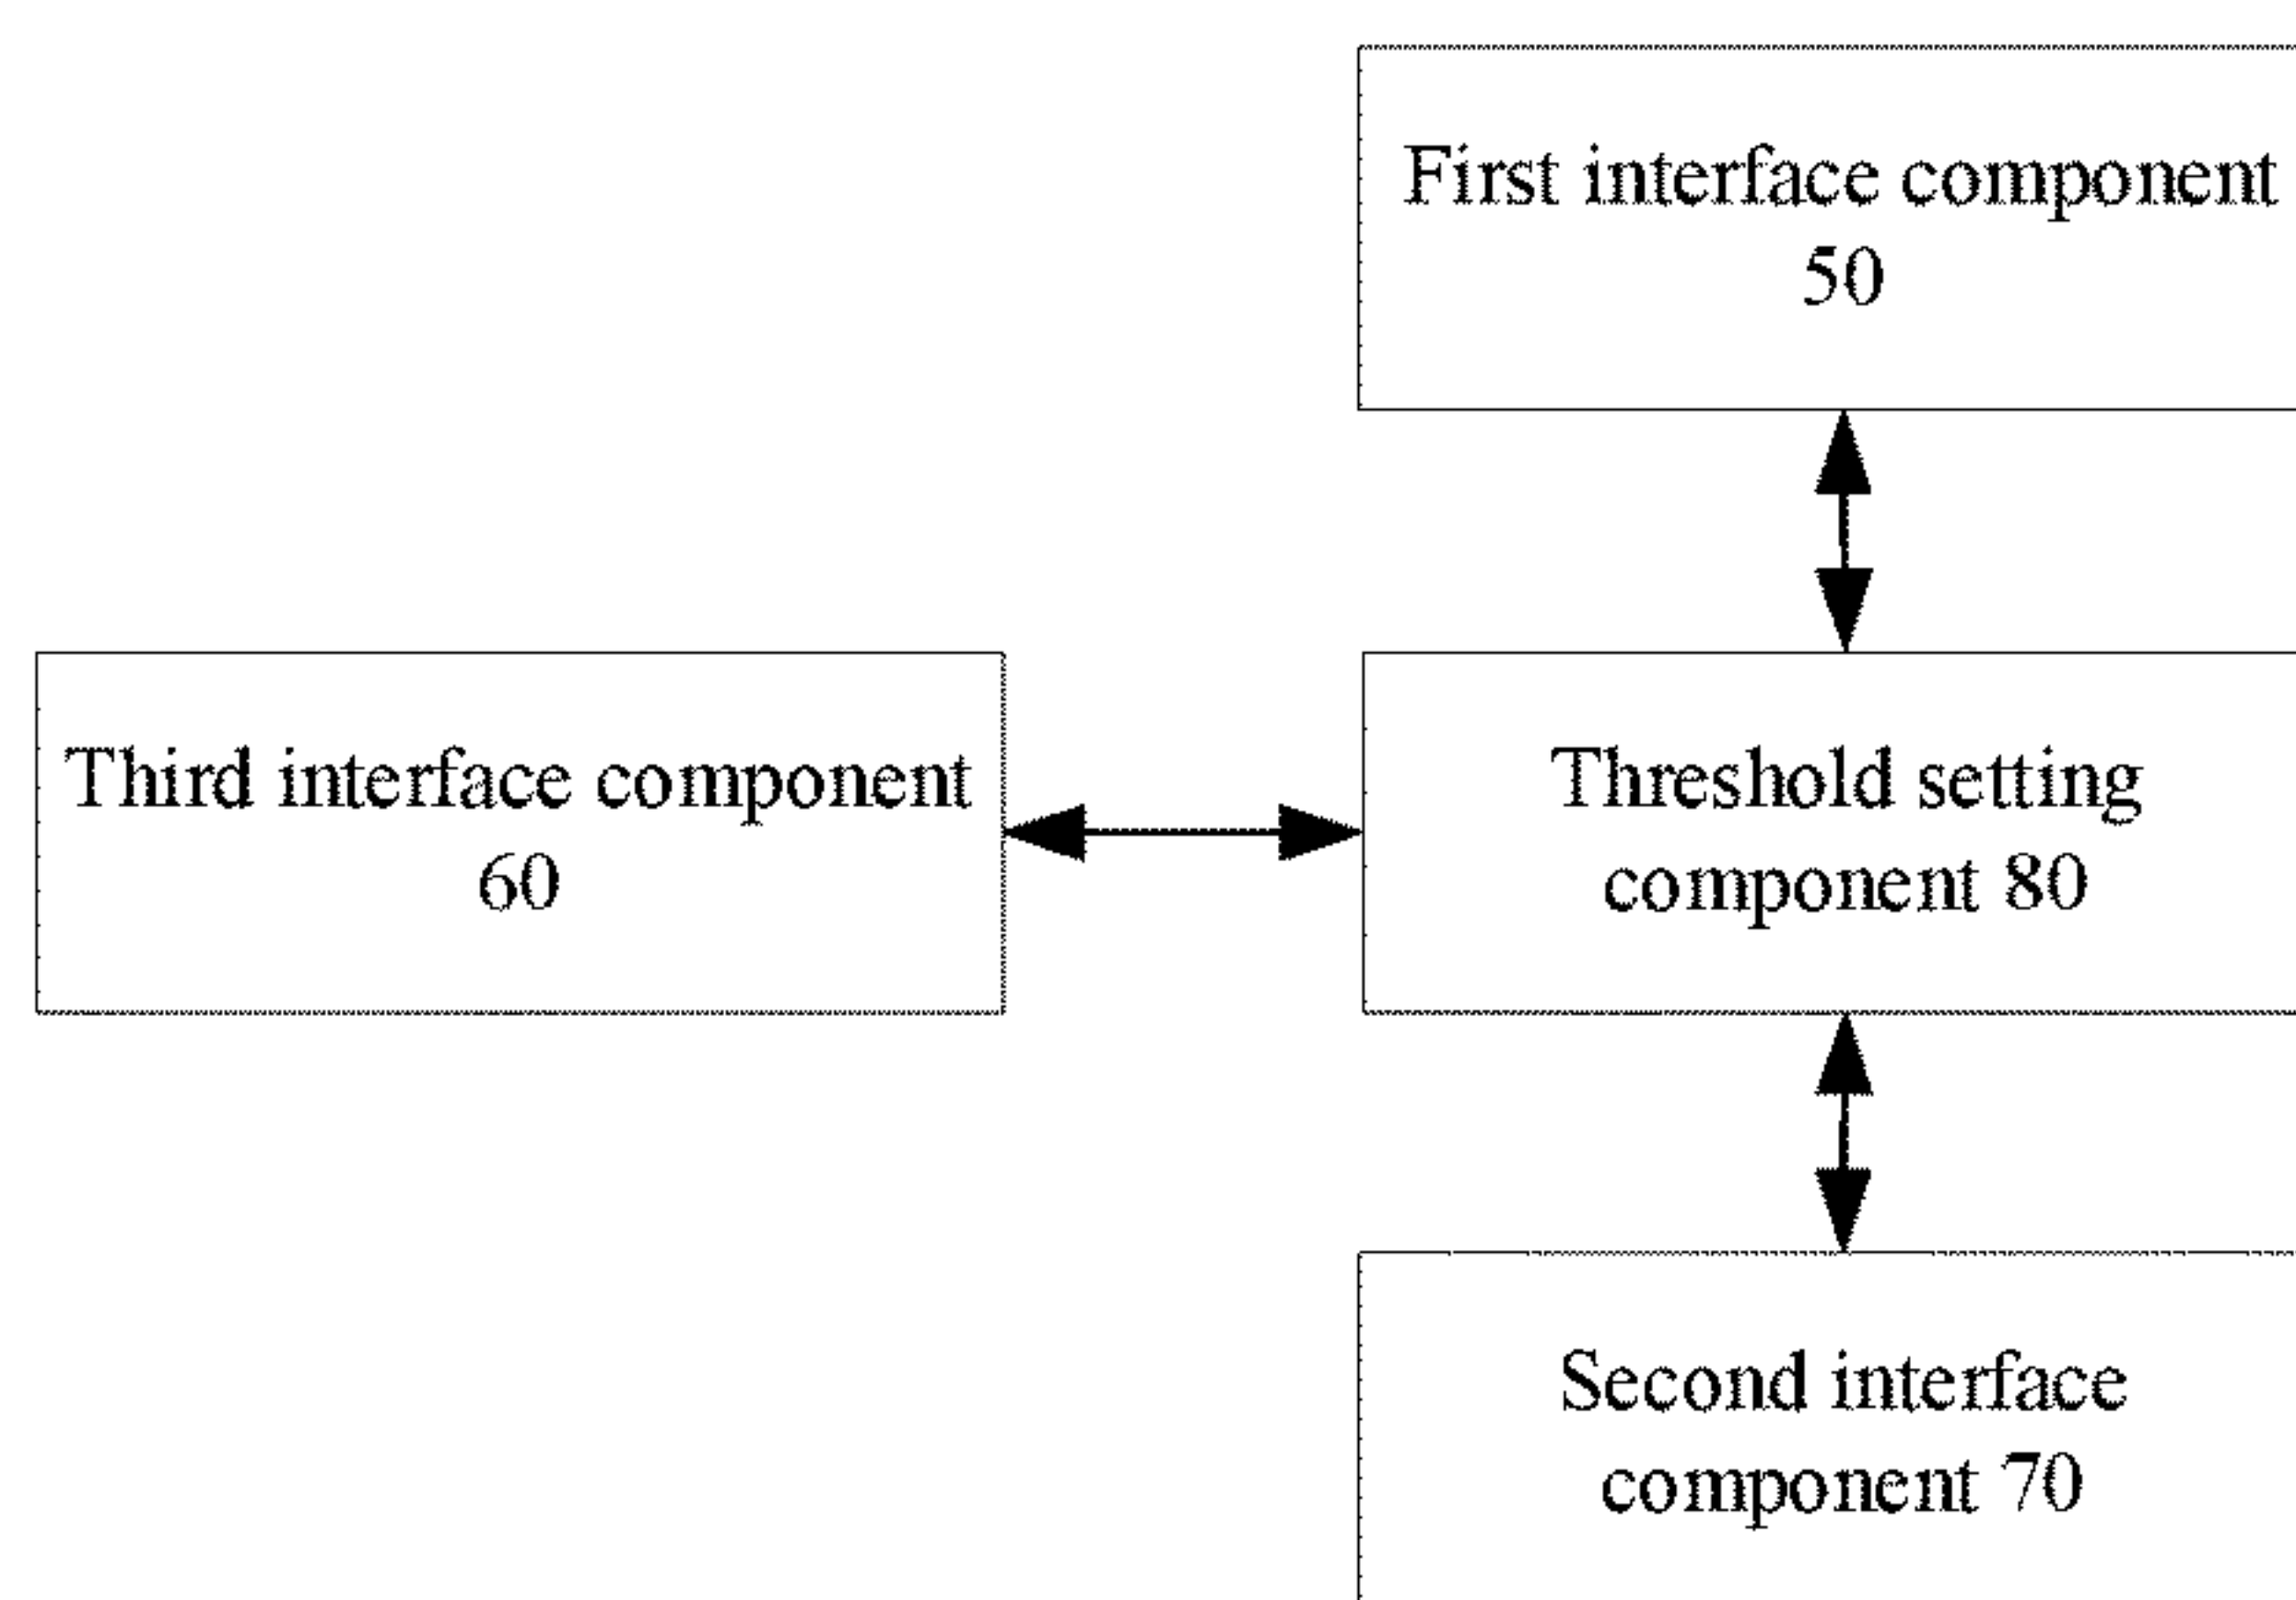 First interface component
50
Third interface component
60
Threshold setting
component 80
Second interface
component 70